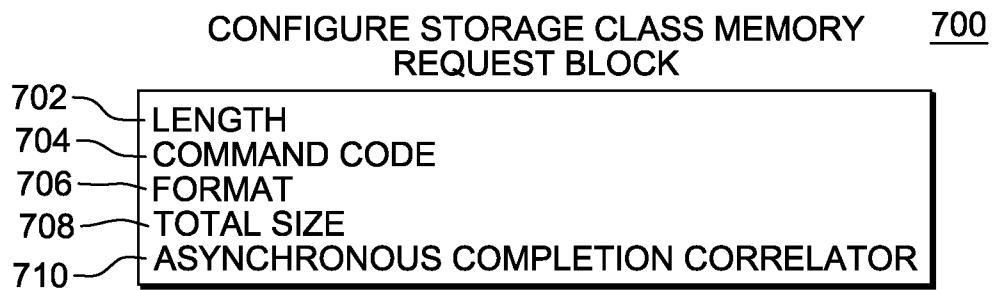 CONFIGURE STORAGE CLASS MEMORY
REQUEST BLOCK
700
702
LENGTH
704
COMMAND CODE
706
FORMAT
708
TOTAL SIZE
710
ASYNCHRONOUS COMPLETION CORRELATOR